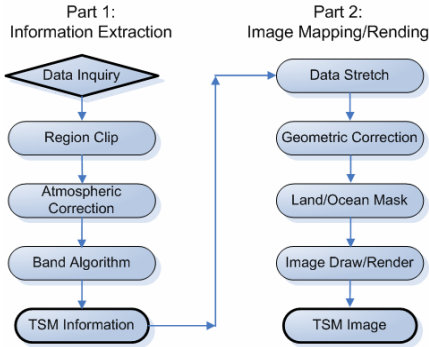 Part 1:
Information Extraction
Data Inquiry
Region Clip
Atmospheric
Correction
Band Algorithm
TSM Information
Part 2:
Image Mapping/Rending
Data Stretch
Geometric Correction
Land/Ocean Mask
Image Draw/Render
TSM Image